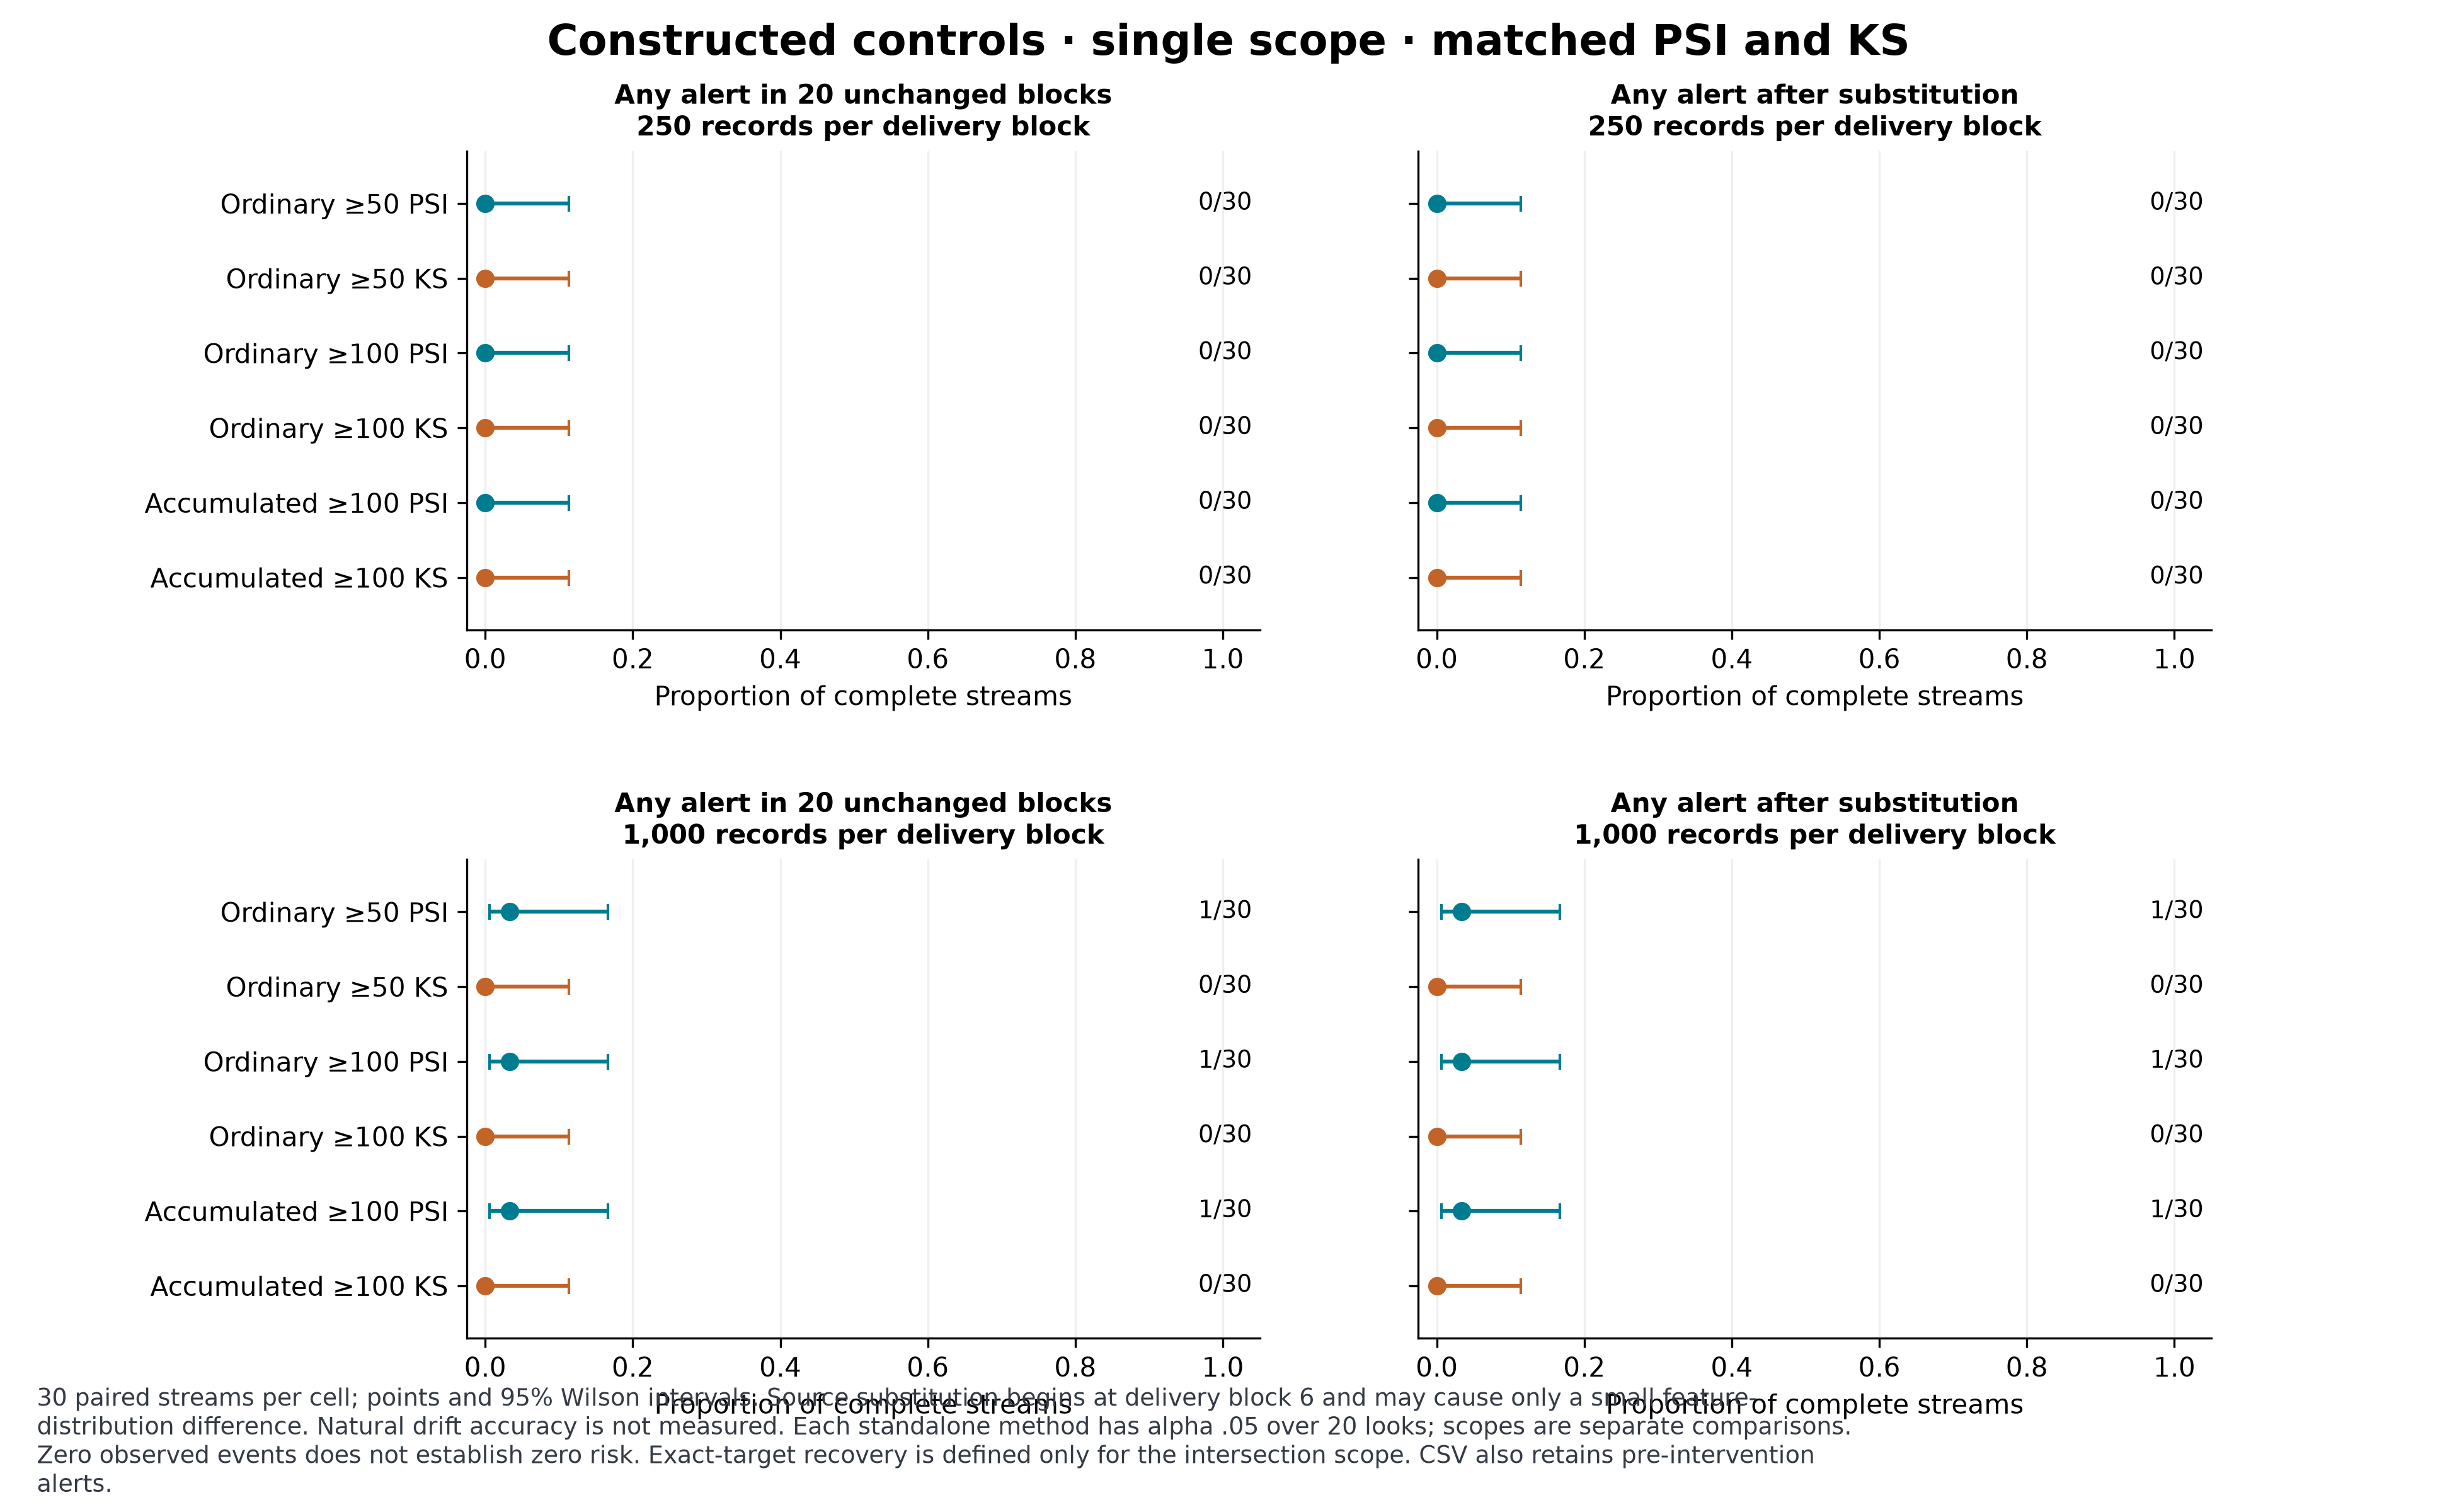 Constructed controls · single scope · matched PSI and KS
Any alert in 20 unchanged blocks
250 records per delivery block
Ordinary ≥50 PSI
0/30
Ordinary ≥50 KS
0/30
Ordinary ≥100 PSI
0/30
Ordinary ≥100 KS
0/30
Accumulated ≥100 PSI
0/30
Accumulated ≥100 KS
0/30
0.0 0.2 0.4 0.6 0.8 1.0
Proportion of complete streams
Any alert after substitution
250 records per delivery block
0/30
0/30
0/30
0/30
0/30
0/30
0.0 0.2 0.4 0.6 0.8 1.0
Proportion of complete streams
Any alert in 20 unchanged blocks
1,000 records per delivery block
Ordinary ≥50 PSI
1/30
Ordinary ≥50 KS
0/30
Ordinary ≥100 PSI
1/30
Ordinary ≥100 KS
0/30
Accumulated ≥100 PSI
1/30
Accumulated ≥100 KS
0/30
0.0 0.2 0.4 0.6 0.8 1.0
Proportion of complete streams
Any alert after substitution
1,000 records per delivery block
1/30
0/30
1/30
0/30
1/30
0/30
0.0 0.2 0.4 0.6 0.8 1.0
Proportion of complete streams
30 paired streams per cell; points and 95% Wilson intervals. Source substitution begins at delivery block 6 and may cause only a small feature-
distribution difference. Natural drift accuracy is not measured. Each standalone method has alpha .05 over 20 looks; scopes are separate comparisons.
Zero observed events does not establish zero risk. Exact-target recovery is defined only for the intersection scope. CSV also retains pre-intervention
alerts.